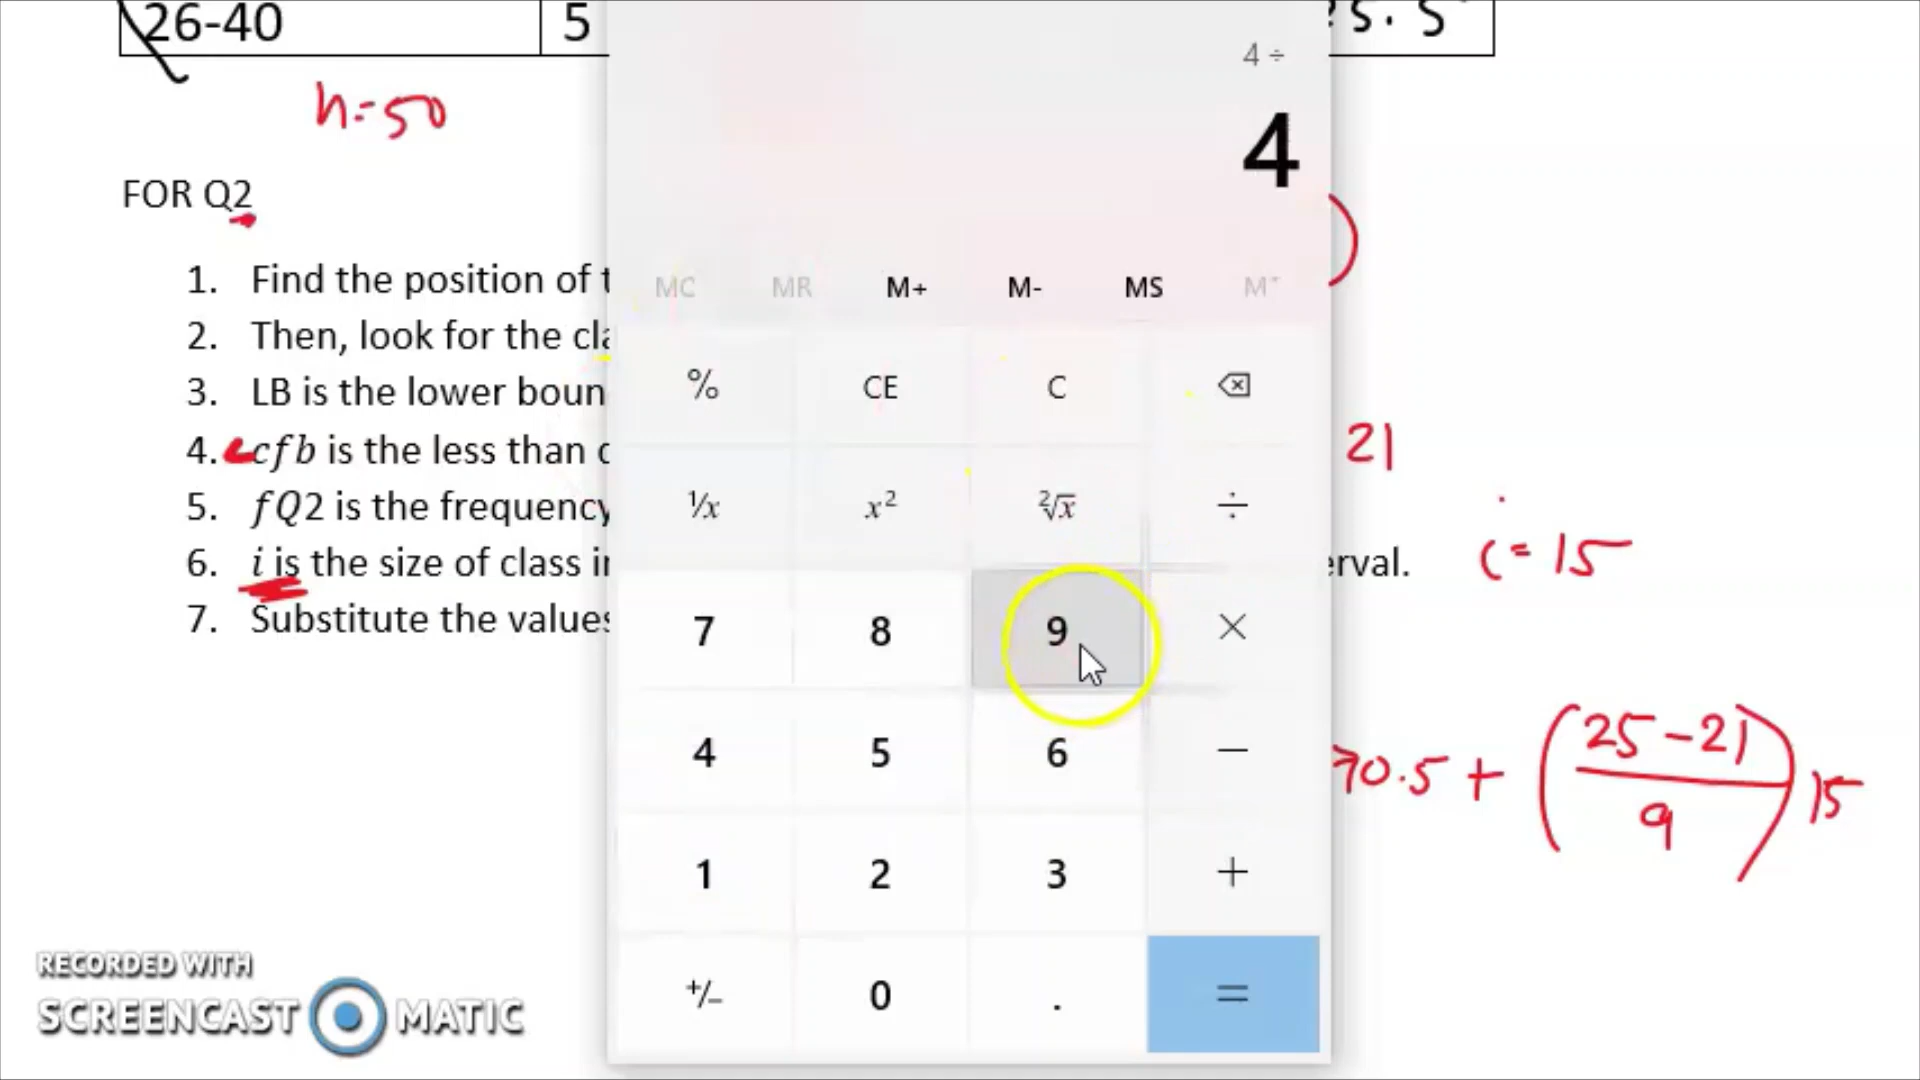 26-40 5 25.5
n=50
FOR Q2
1. Find the position of t
2. Then, look for the cla
3. LB is the lower boun
4. <cfb is the less than c
5. fQ2 is the frequency
6. i is the size of class in erval.
7. Substitute the values
21
i = 15
70.5 + (25-21 / 9) 15
4 ÷
4
MC MR M+ M- MS M˅
% CE C ⌫
¹/x x² ²√x ÷
7 8 9 ×
4 5 6 −
1 2 3 +
+/− 0 . =
RECORDED WITH
SCREENCAST MATIC